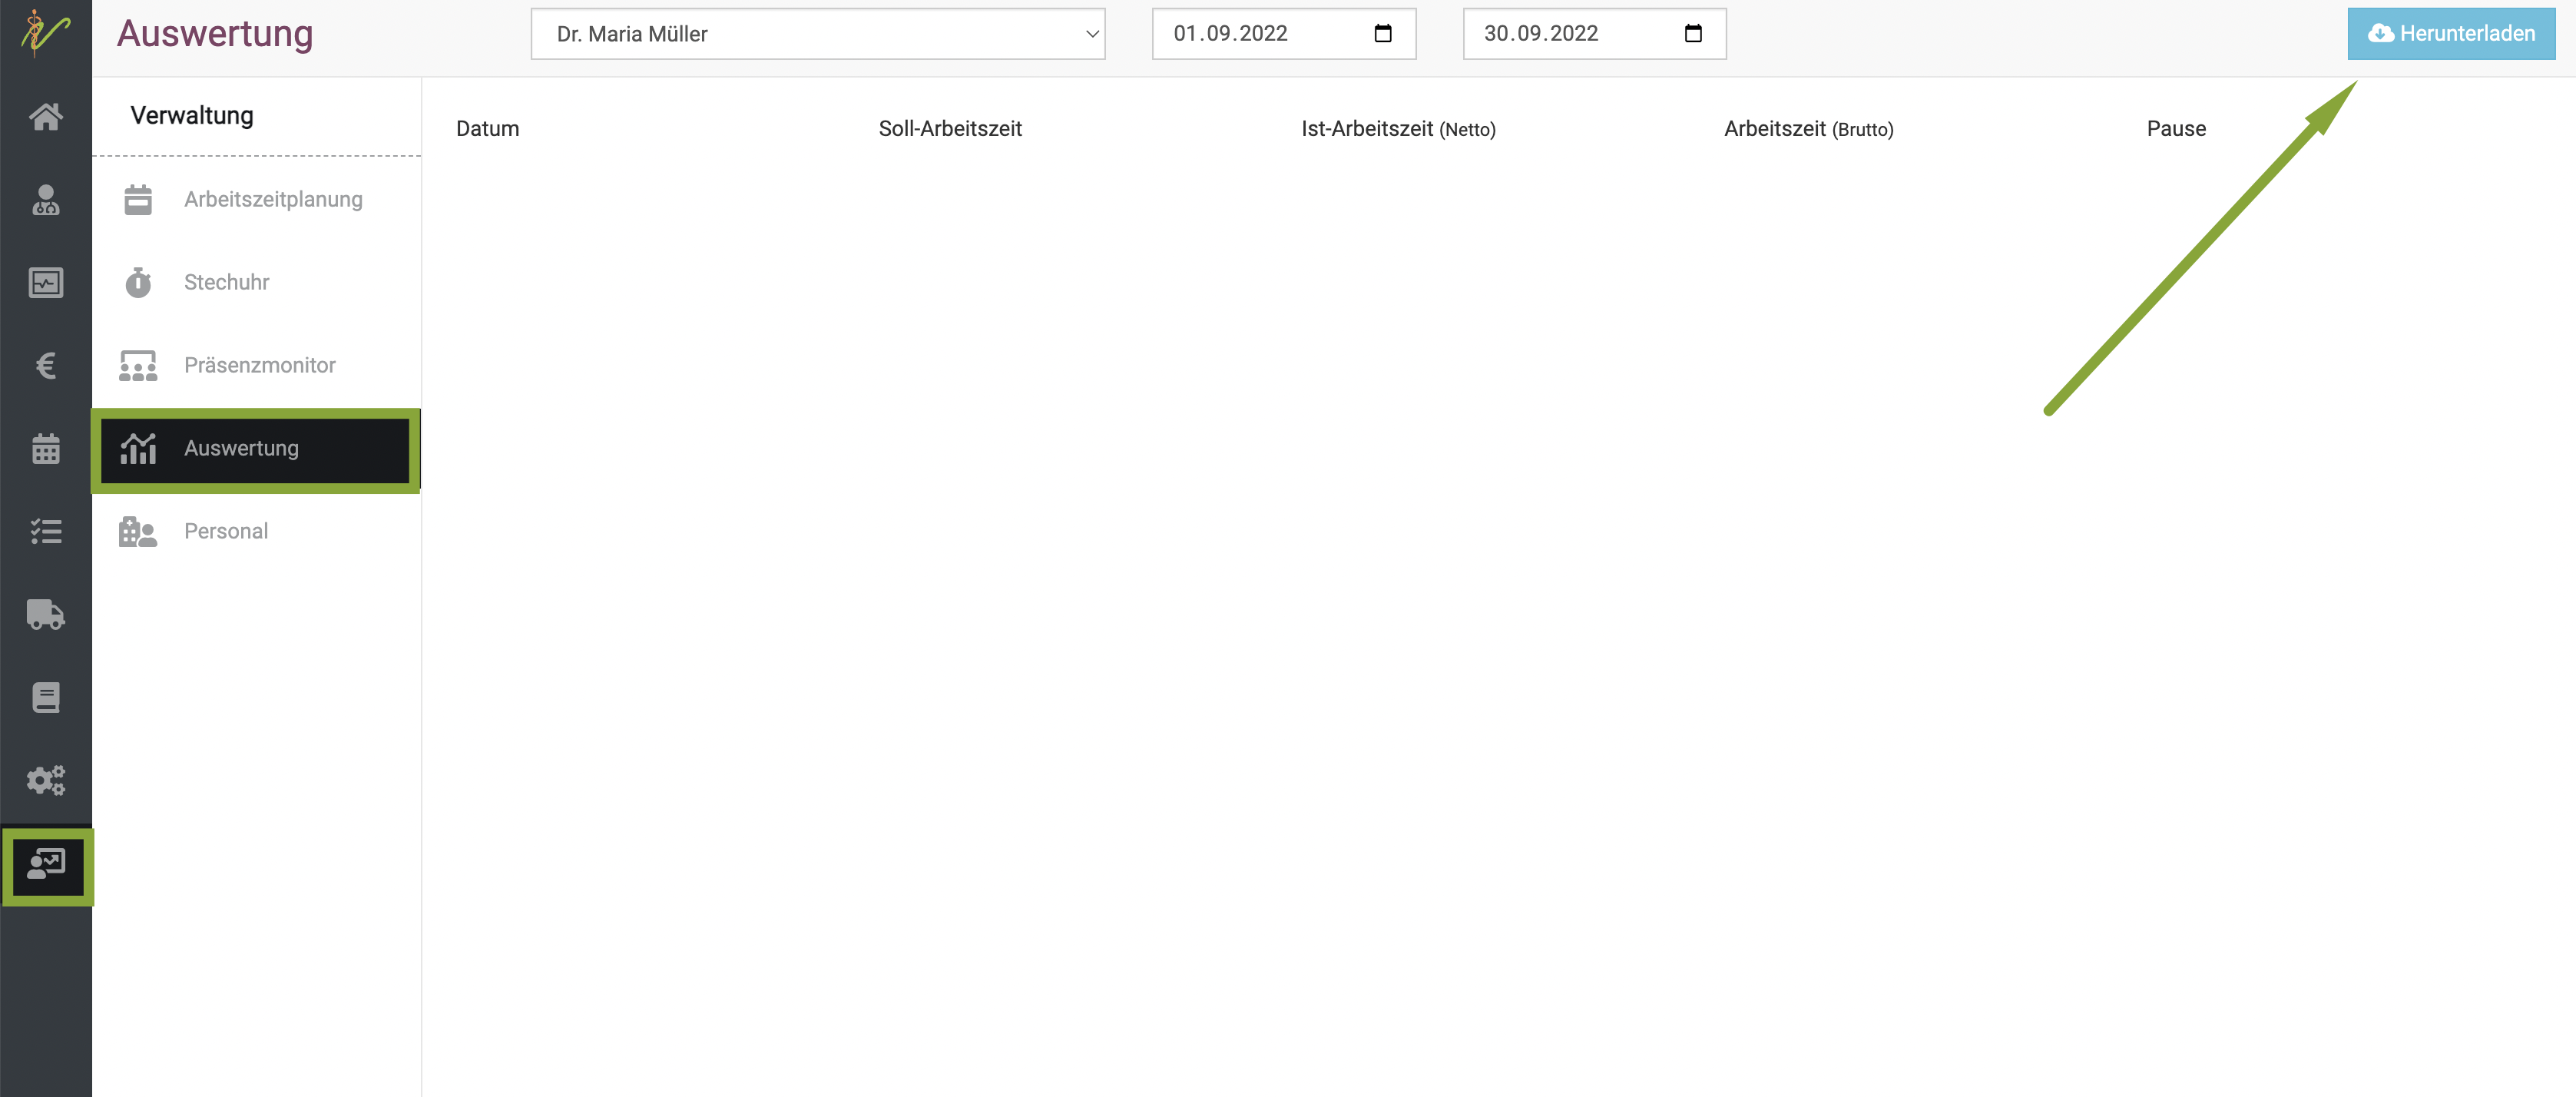 Auswertung
Dr. Maria Müller
01.09.2022
30.09.2022
Herunterladen
Verwaltung
Arbeitszeitplanung
Stechuhr
Präsenzmonitor
Auswertung
Personal
Datum
Soll-Arbeitszeit
Ist-Arbeitszeit (Netto)
Arbeitszeit (Brutto)
Pause